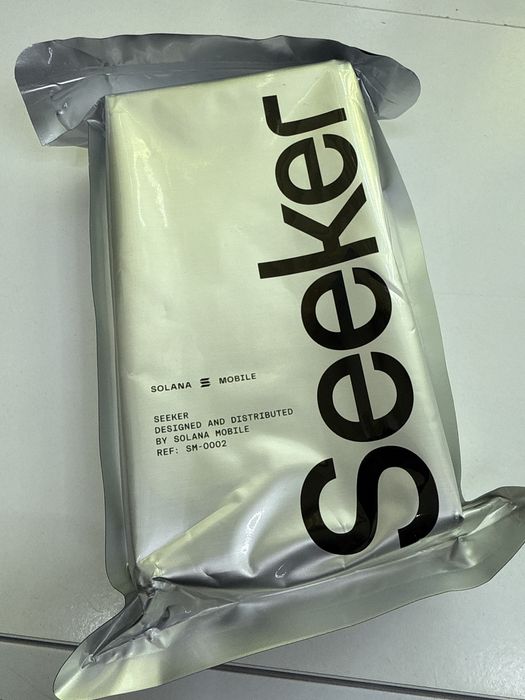 Seeker
SOLANA MOBILE
SEEKER
DESIGNED AND DISTRIBUTED
BY SOLANA MOBILE
REF: SM-0002